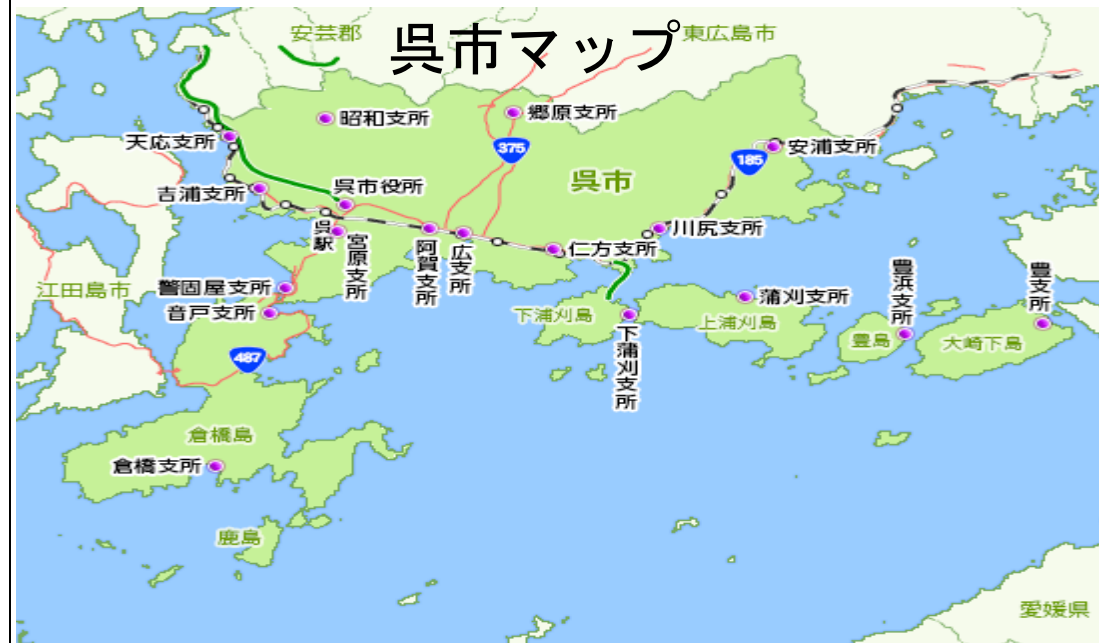 呉市マップ
安芸郡
東広島市
昭和支所
郷原支所
天応支所
375
185
安浦支所
吉浦支所
呉市役所
呉市
呉駅
宮原支所
阿賀支所
広支所
仁方支所
川尻支所
江田島市
警固屋支所
音戸支所
下浦刈島
下蒲刈支所
蒲刈支所
上浦刈島
豊浜支所
豊島
豊支所
大崎下島
487
倉橋島
倉橋支所
鹿島
愛媛県